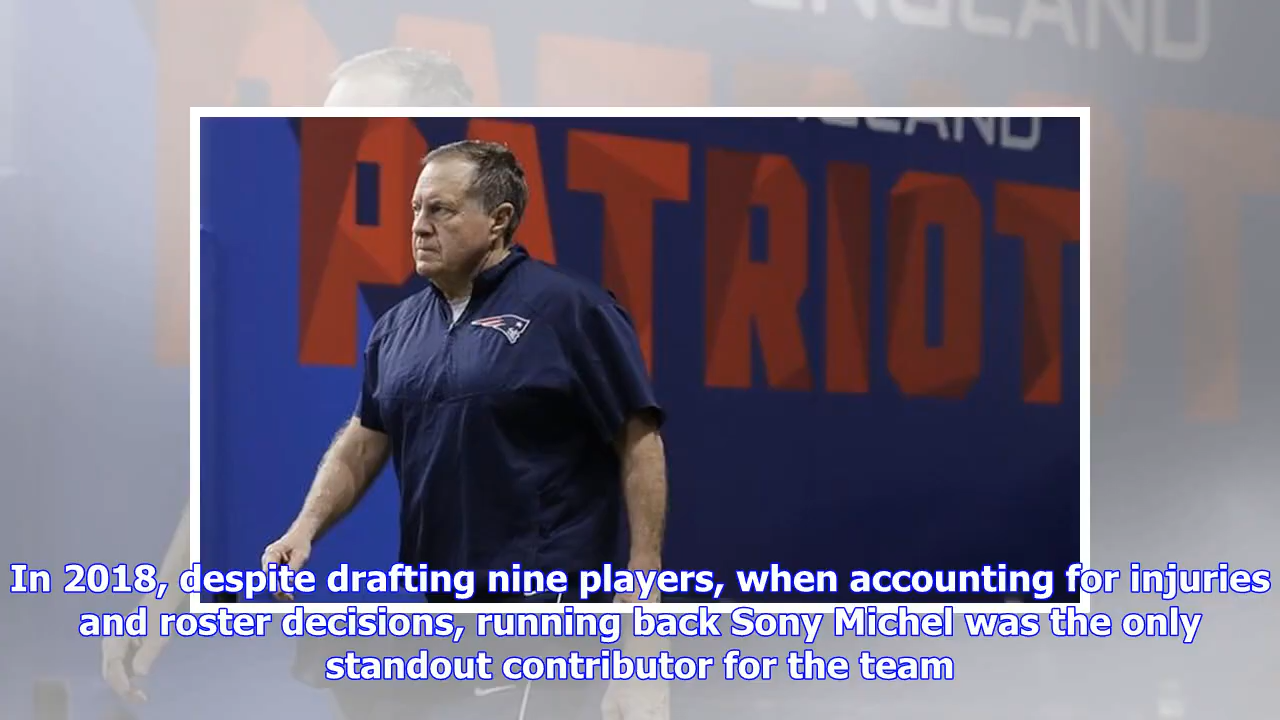 ENGLAND
ENGLAND
PATRIOT
In 2018, despite drafting nine players, when accounting for injuries
and roster decisions, running back Sony Michel was the only
standout contributor for the team